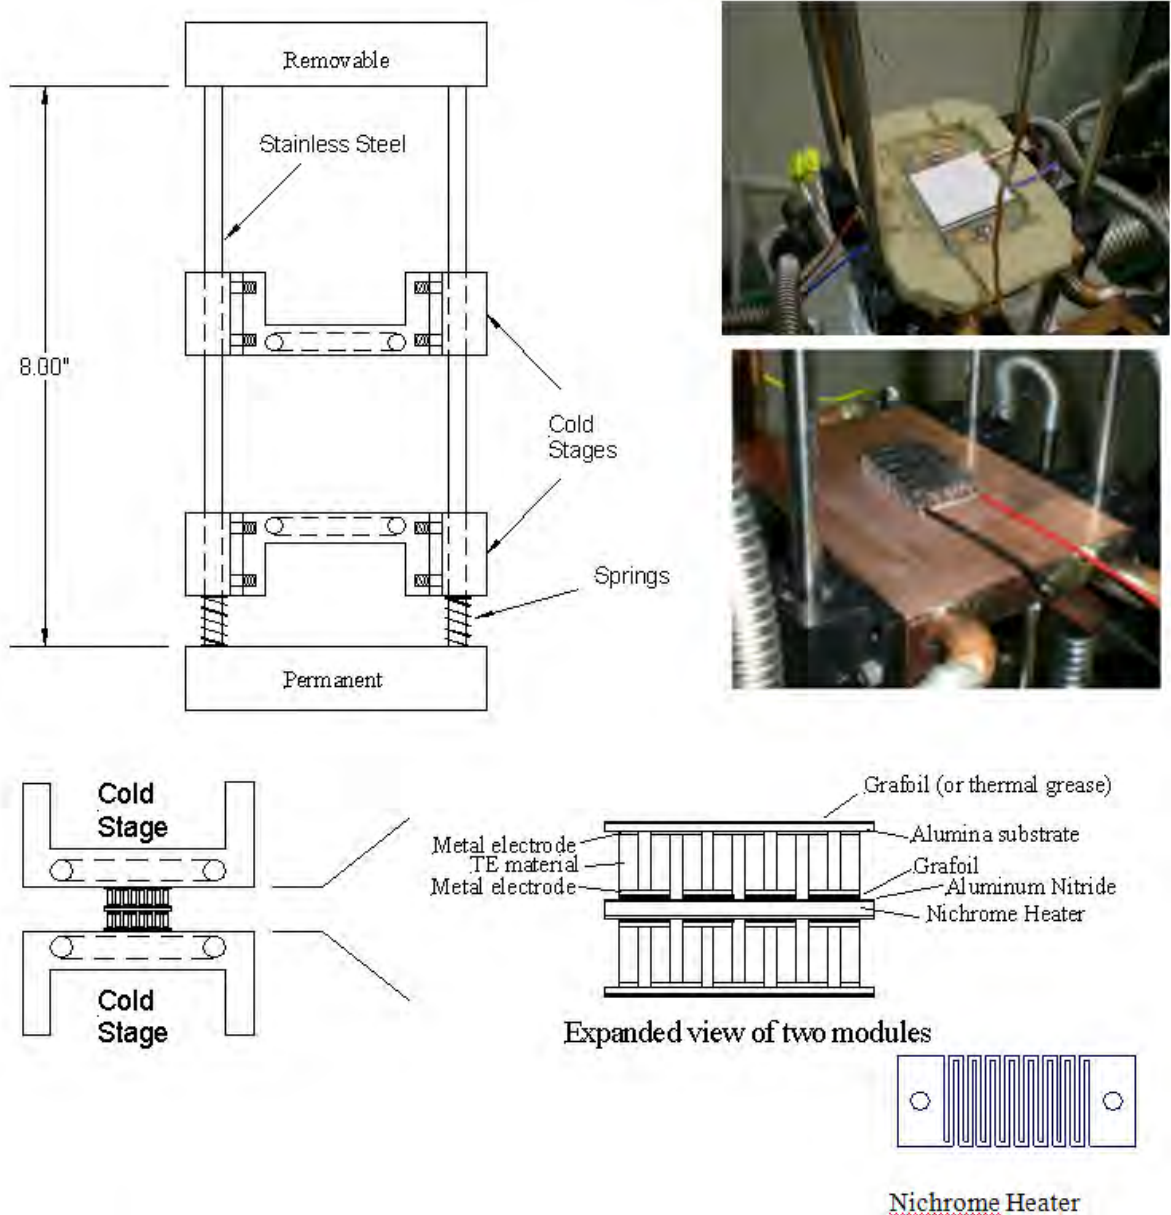 Removable
Stainless Steel
8.00"
Cold
Stages
Springs
Permanent
Cold
Stage
Cold
Stage
Grafoil (or thermal grease)
Metal electrode
Alumina substrate
TE material
Grafoil
Metal electrode
Aluminum Nitride
Nichrome Heater
Expanded view of two modules
Nichrome Heater